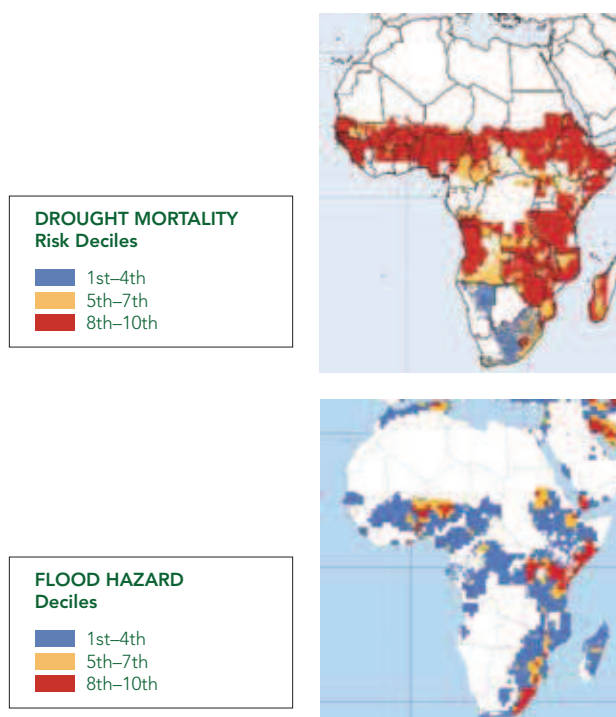 DROUGHT MORTALITY
Risk Deciles
1st–4th
5th–7th
8th–10th
FLOOD HAZARD
Deciles
1st–4th
5th–7th
8th–10th